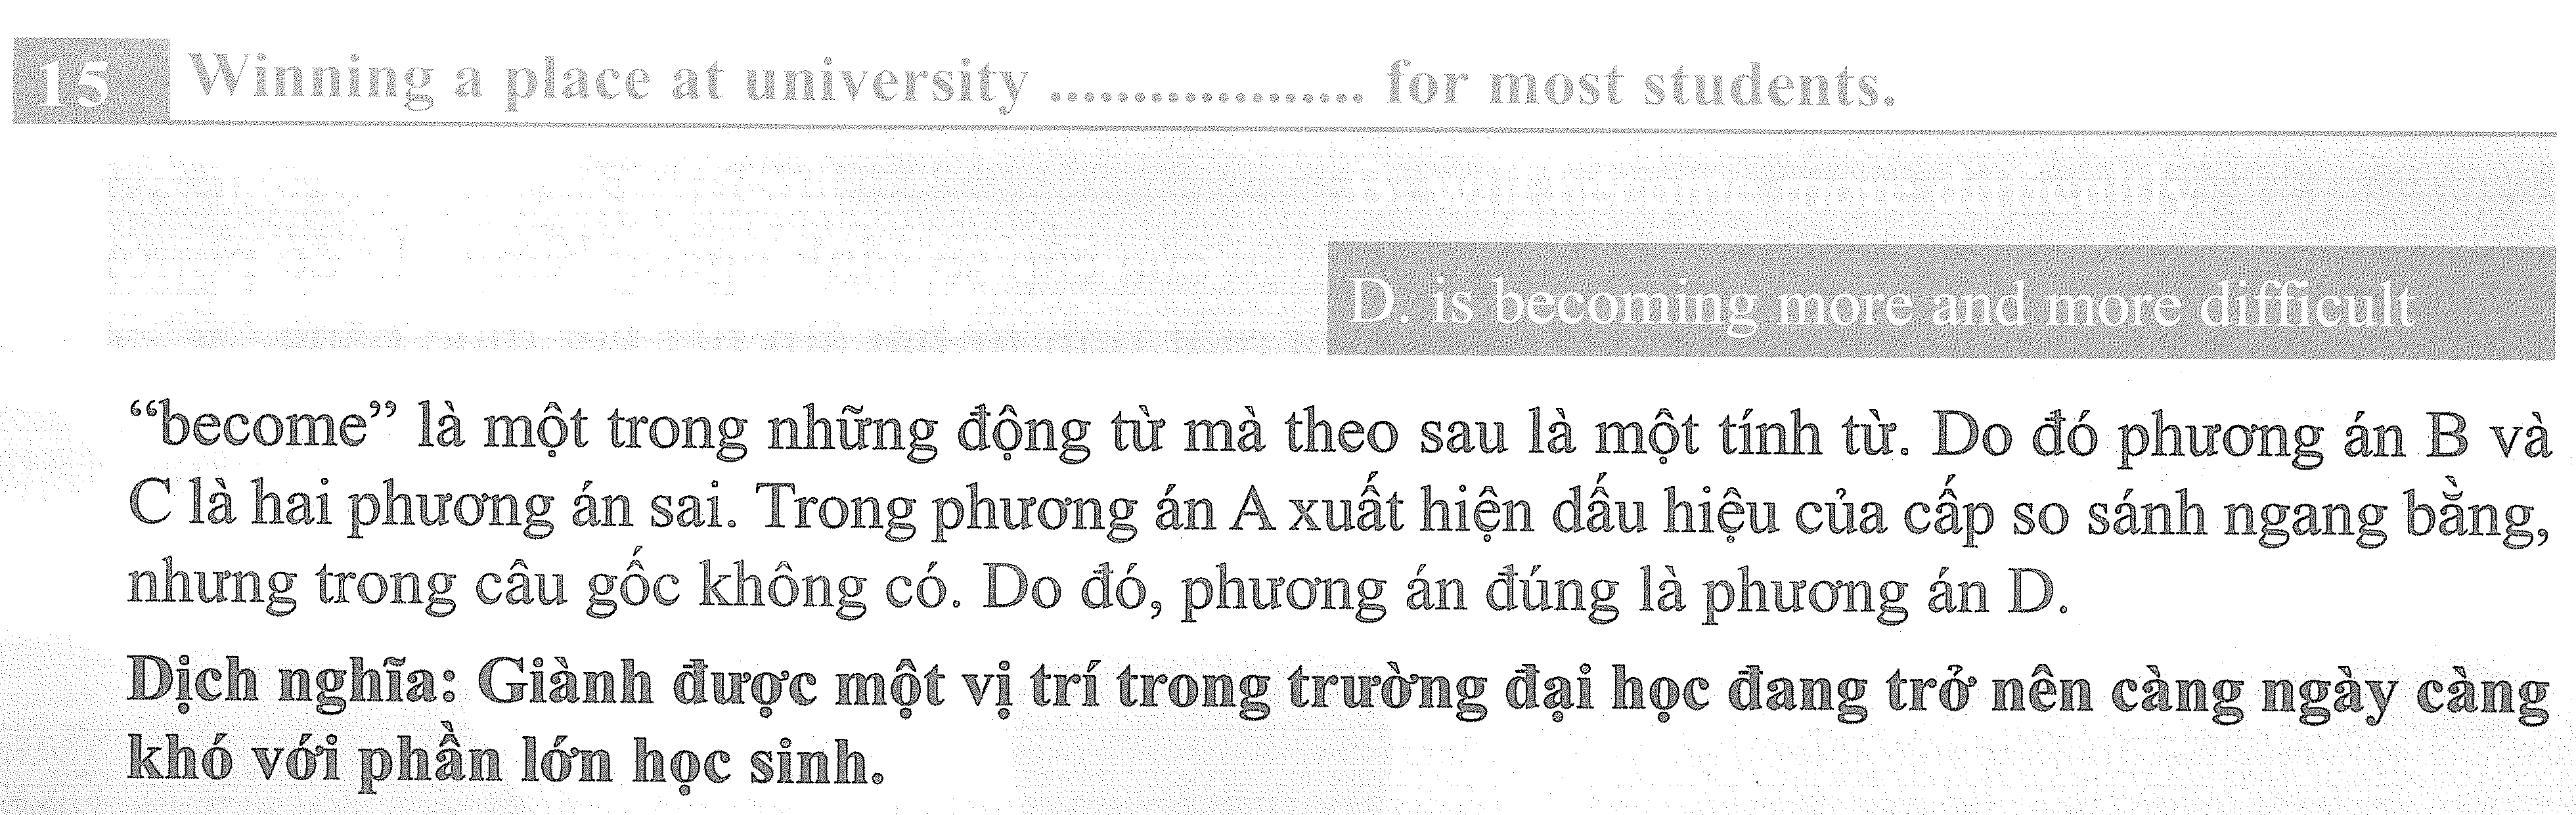 15 Winning a place at university .................. for most students.
B. will become more difficultly
D. is becoming more and more difficult
“become” là một trong những động từ mà theo sau là một tính từ. Do đó phương án B và
C là hai phương án sai. Trong phương án A xuất hiện dấu hiệu của cấp so sánh ngang bằng,
nhưng trong câu gốc không có. Do đó, phương án đúng là phương án D.
Dịch nghĩa: Giành được một vị trí trong trường đại học đang trở nên càng ngày càng
khó với phần lớn học sinh.